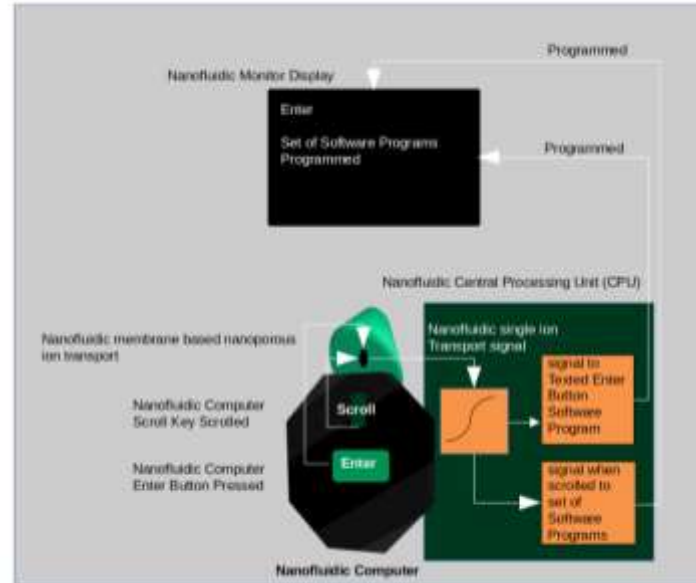 Programmed
Nanofluidic Monitor Display
Enter
Set of Software Programs
Programmed
Programmed
Nanofluidic Central Processing Unit (CPU)
Nanofluidic membrane based nanoporous
ion transport
Nanofluidic single ion
Transport signal
signal to
Texted Enter
Button
Software
Program
Nanofluidic Computer
Scroll Key Scrolled
Scroll
Nanofluidic Computer
Enter Button Pressed
Enter
signal when
scrolled to
set of
Software
Programs
Nanofluidic Computer